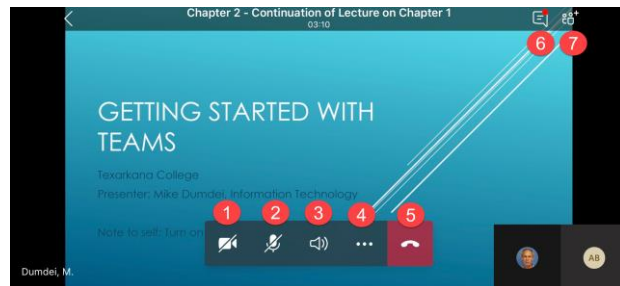 Chapter 2 - Continuation of Lecture on Chapter 1
03:10
6
7
GETTING STARTED WITH
TEAMS
Texarkana College
Presenter: Mike Dumdei, Information Technology
1
2
3
4
5
Note to self: Turn on
AB
Dumdei, M.